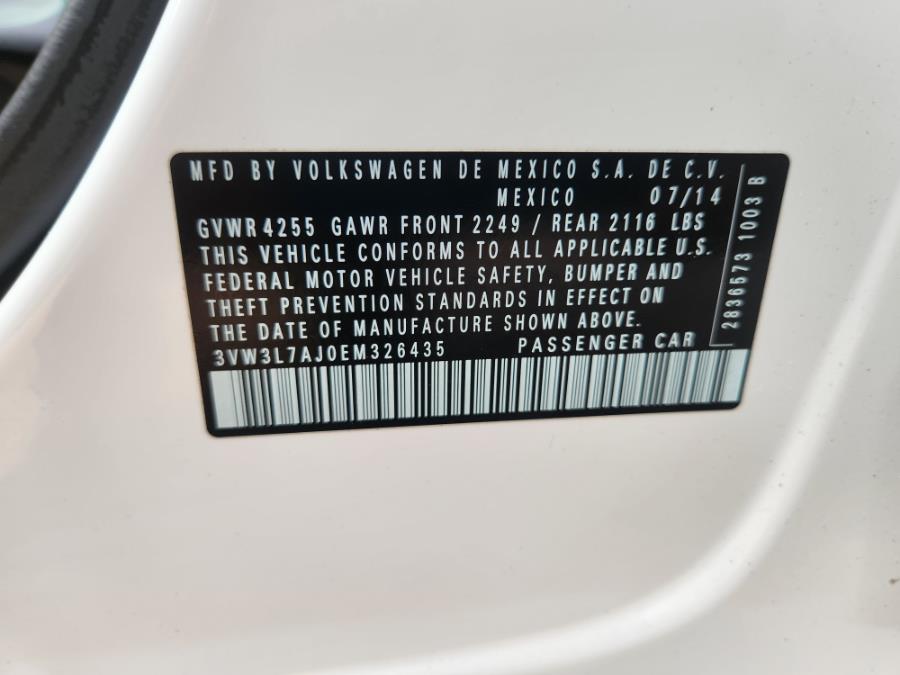 MFD BY VOLKSWAGEN DE MEXICO S.A. DE C.V.
MEXICO 07/14
GVWR 4255 GAWR FRONT 2249 / REAR 2116 LBS
THIS VEHICLE CONFORMS TO ALL APPLICABLE U.S.
FEDERAL MOTOR VEHICLE SAFETY, BUMPER AND
THEFT PREVENTION STANDARDS IN EFFECT ON
THE DATE OF MANUFACTURE SHOWN ABOVE.
3VW3L7AJ0EM326435 PASSENGER CAR
2836573 1003 B